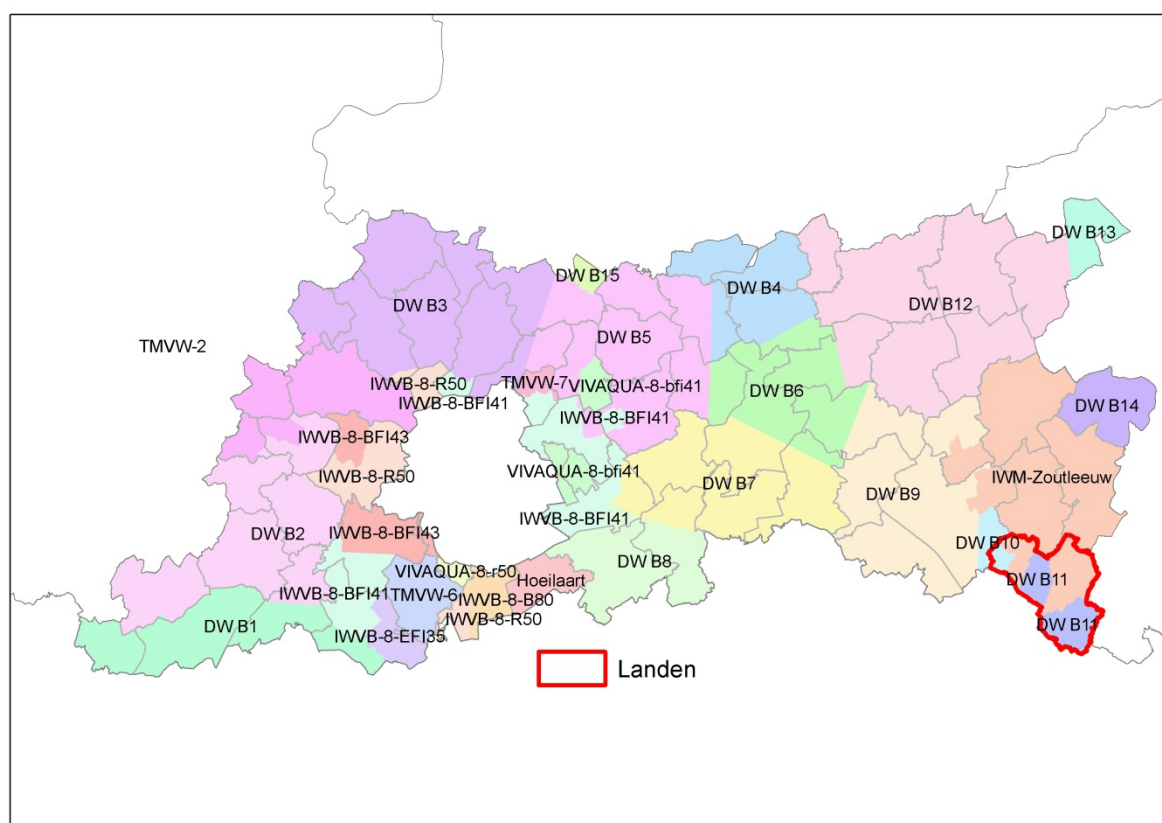 DW B13
DW B15
DW B4
DW B3
DW B12
DW B5
TMVW-2
IWVB-8-R50
TMVW-7
VIVAQUA-8-bfi41
IWVB-8-BFI41
DW B6
DW B14
IWVB-8-BFI41
IWVB-8-BFI43
VIVAQUA-8-bfi41
IWVB-8-R50
IWM-Zoutleeuw
DW B7
DW B9
IWVB-8-BFI41
DW B2
IWVB-8-BFI43
DW B10
DW B8
VIVAQUA-8-r50
Hoeilaart
DW B11
IWVB-8-BFI41
TMVW-6
IWVB-8-B80
IWVB-8-R50
DW B1
DW B11
IWVB-8-EFI35
Landen